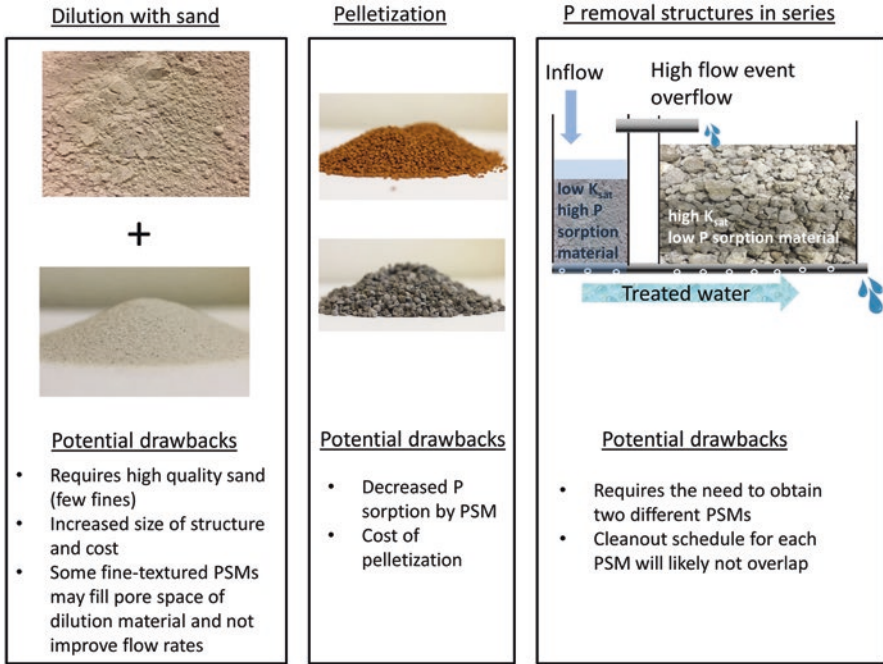 Dilution with sand
+
Potential drawbacks
• Requires high quality sand
(few fines)
• Increased size of structure
and cost
• Some fine-textured PSMs
may fill pore space of
dilution material and not
improve flow rates
Pelletization
Potential drawbacks
• Decreased P
sorption by PSM
• Cost of
pelletization
P removal structures in series
Inflow
High flow event
overflow
low Ksat
high P
sorption
material
high Ksat
low P sorption material
Treated water
Potential drawbacks
• Requires the need to obtain
two different PSMs
• Cleanout schedule for each
PSM will likely not overlap